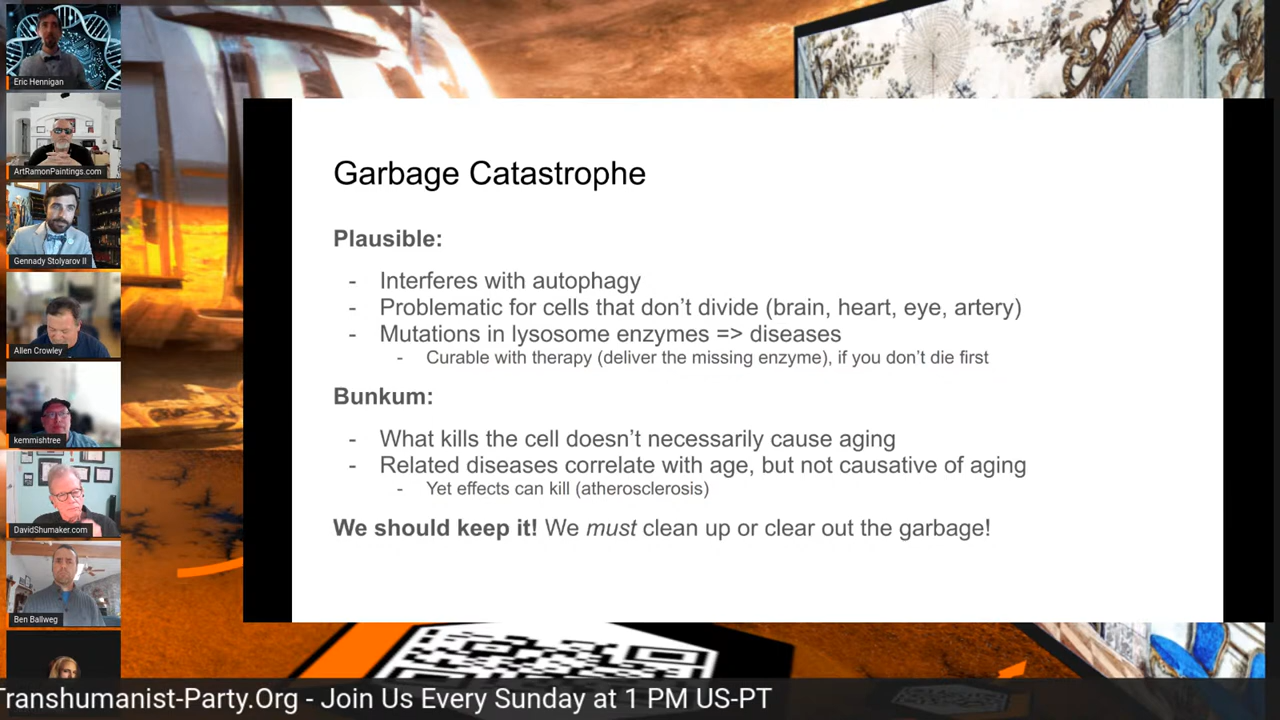 Eric Hennigan
ArtRamonPaintings.com
Gennady Stolyarov II
Allen Crowley
kemmishtree
DavidShumaker.com
Ben Ballweg
Garbage Catastrophe
Plausible:
- Interferes with autophagy
- Problematic for cells that don’t divide (brain, heart, eye, artery)
- Mutations in lysosome enzymes => diseases
- Curable with therapy (deliver the missing enzyme), if you don’t die first
Bunkum:
- What kills the cell doesn’t necessarily cause aging
- Related diseases correlate with age, but not causative of aging
- Yet effects can kill (atherosclerosis)
We should keep it! We must clean up or clear out the garbage!
Transhumanist-Party.Org - Join Us Every Sunday at 1 PM US-PT